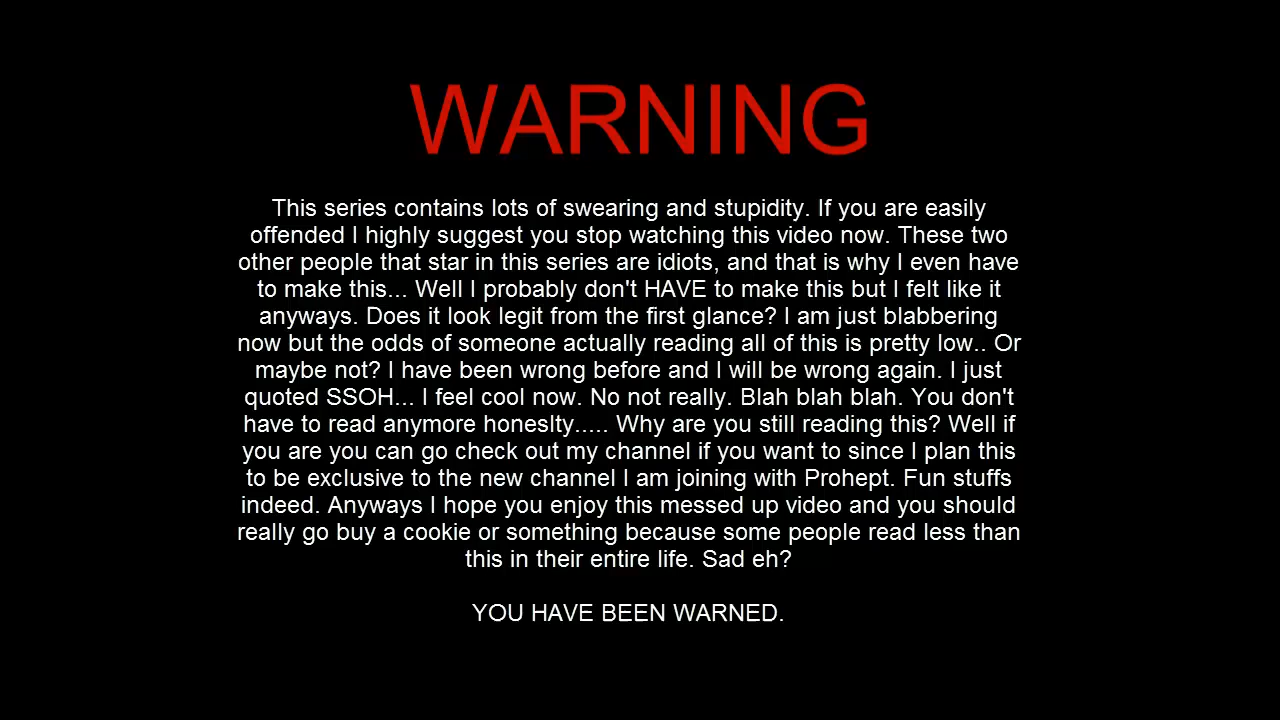 WARNING
This series contains lots of swearing and stupidity. If you are easily
offended I highly suggest you stop watching this video now. These two
other people that star in this series are idiots, and that is why I even have
to make this... Well I probably don't HAVE to make this but I felt like it
anyways. Does it look legit from the first glance? I am just blabbering
now but the odds of someone actually reading all of this is pretty low.. Or
maybe not? I have been wrong before and I will be wrong again. I just
quoted SSOH... I feel cool now. No not really. Blah blah blah. You don't
have to read anymore honeslty..... Why are you still reading this? Well if
you are you can go check out my channel if you want to since I plan this
to be exclusive to the new channel I am joining with Prohept. Fun stuffs
indeed. Anyways I hope you enjoy this messed up video and you should
really go buy a cookie or something because some people read less than
this in their entire life. Sad eh?
YOU HAVE BEEN WARNED.